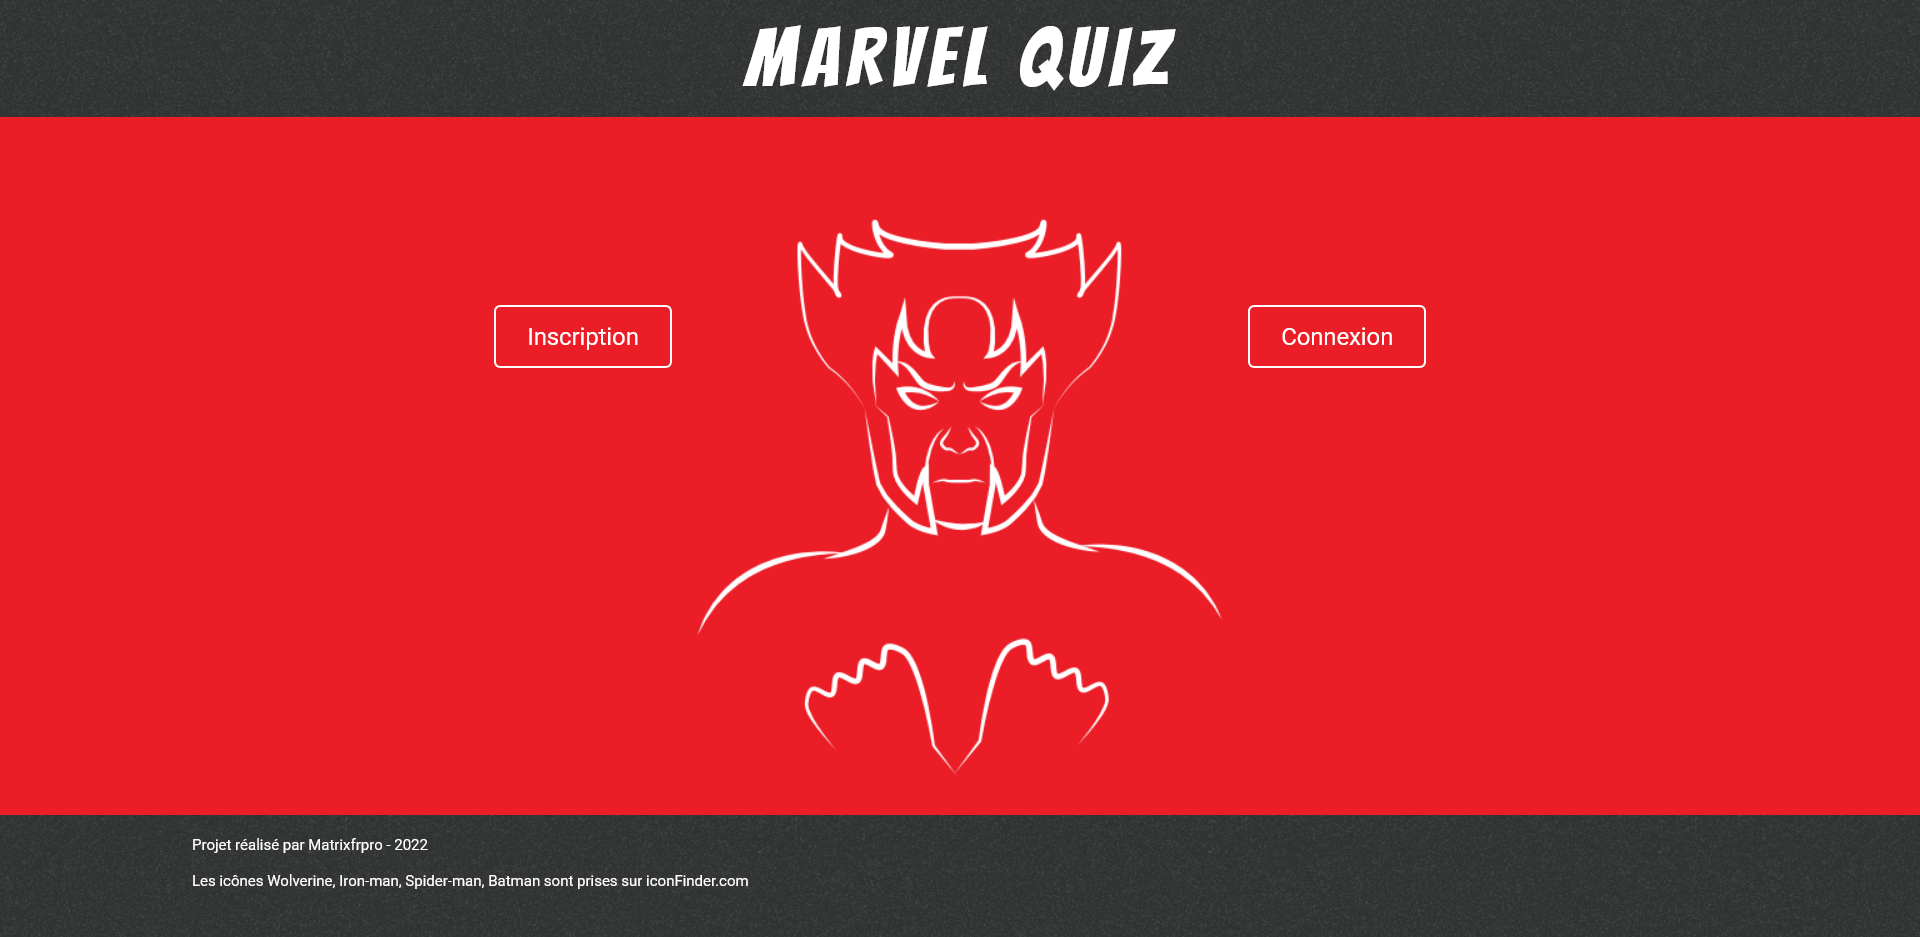 MARVEL QUIZ
Inscription
Connexion
Projet réalisé par Matrixfrpro - 2022
Les icônes Wolverine, Iron-man, Spider-man, Batman sont prises sur iconFinder.com